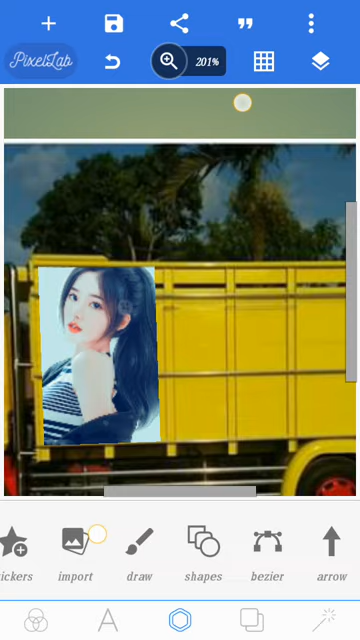 PixelLab
201%
ickers
import
draw
shapes
bezier
arrow